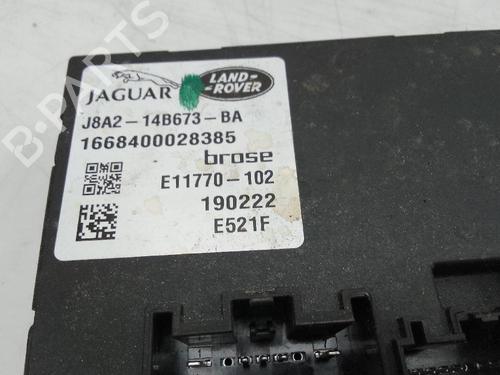 B-PARTS
JAGUAR
LAND-
ROVER
J8A2-14B673-BA
1668400028385
brose
E11770-102
190222
E521F